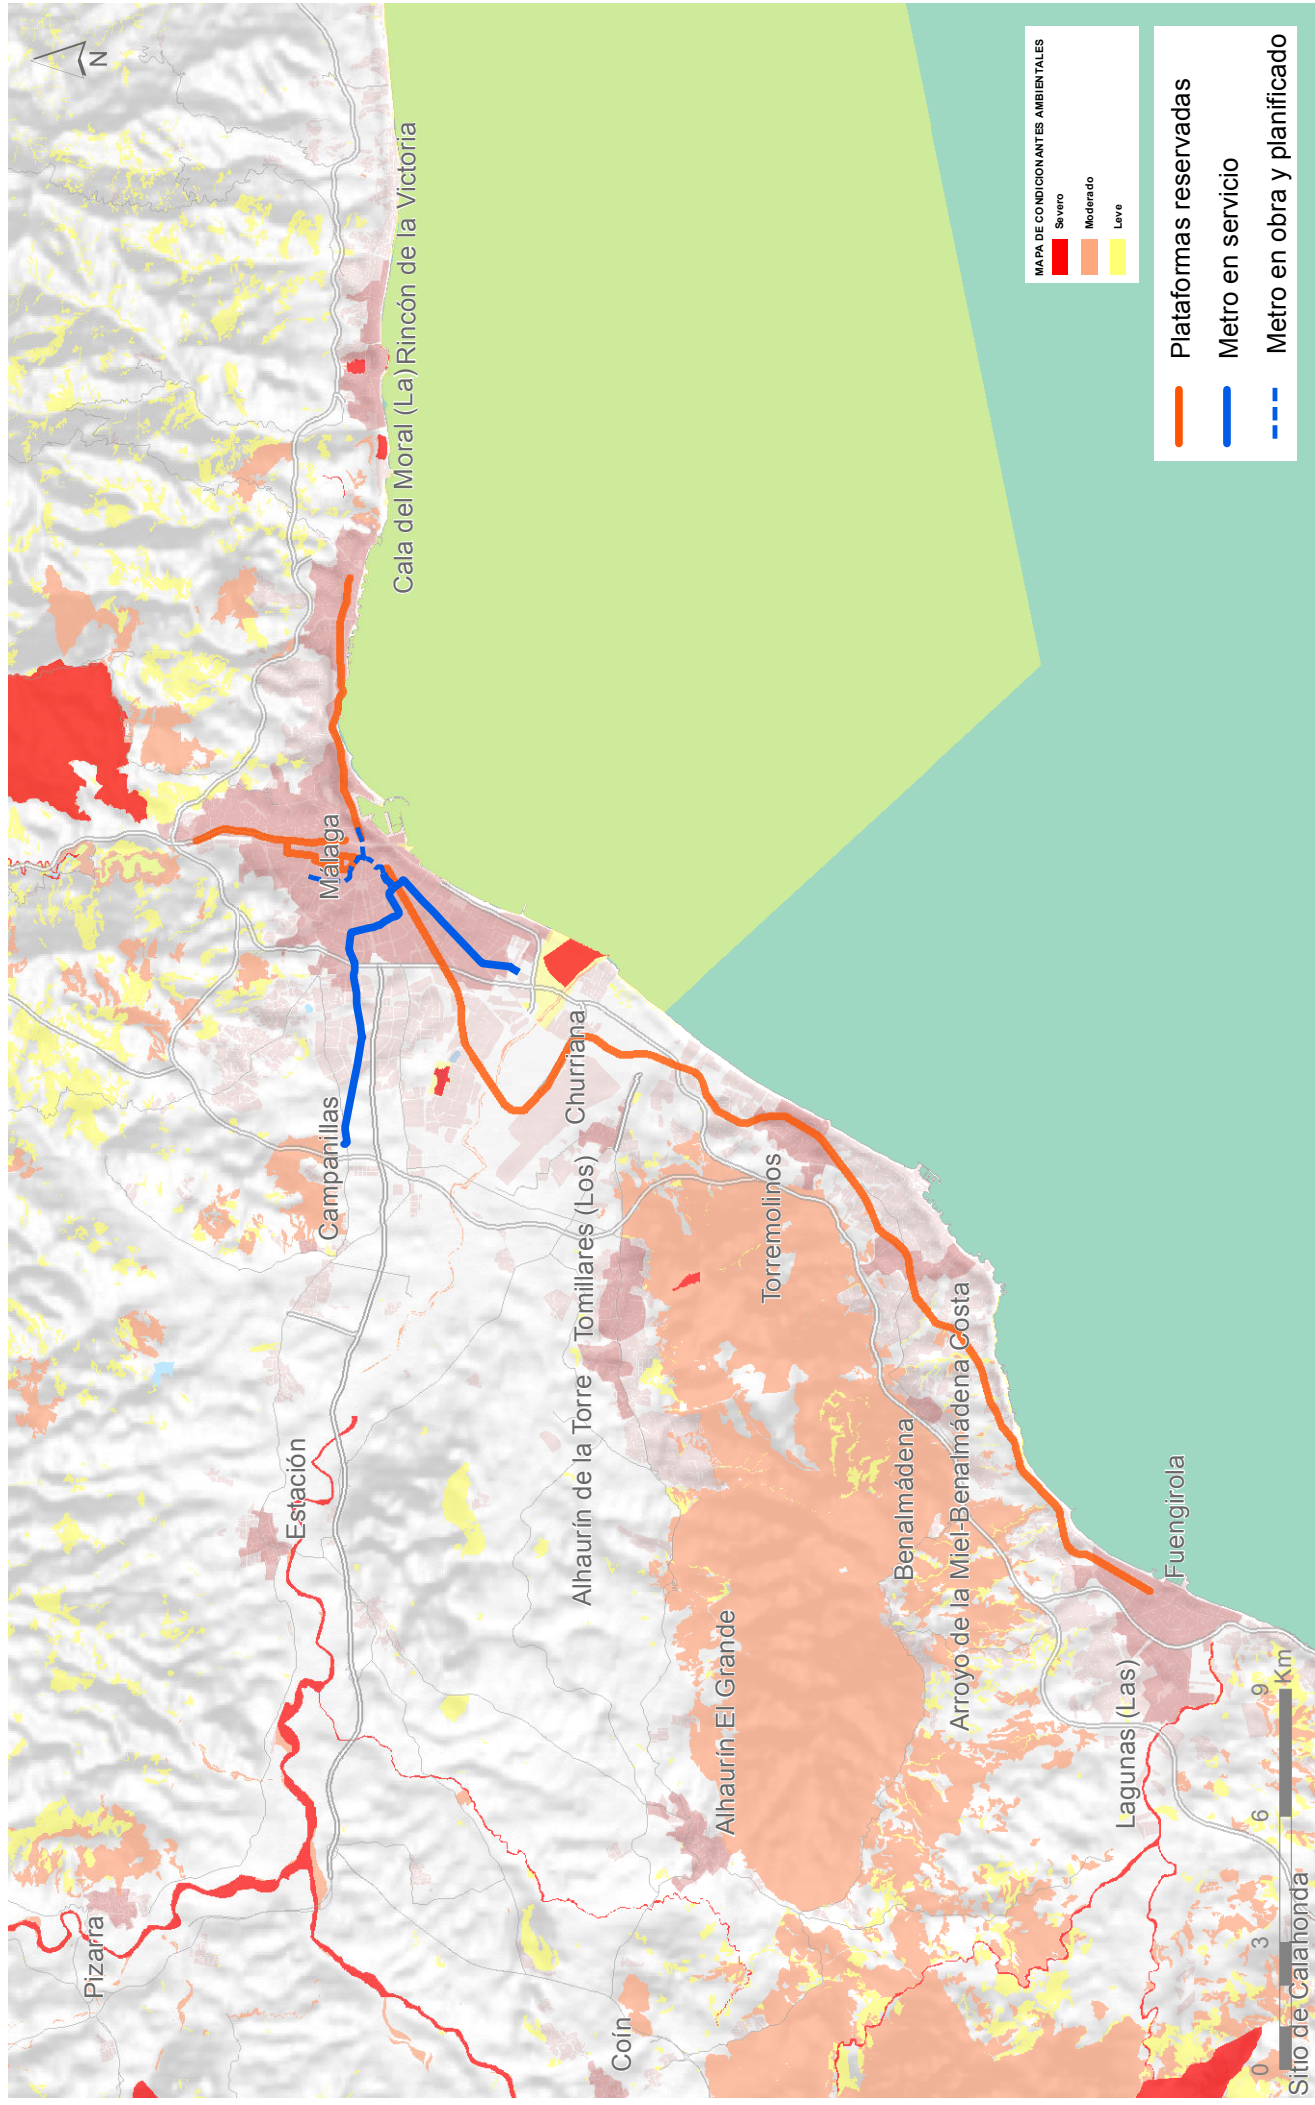 N
MAPA DE CONDICIONANTES AMBIENTALES
Severo
Moderado
Leve
Plataformas reservadas
Metro en servicio
Metro en obra y planificado
Pizarra
Estación
Campanillas
Málaga
Cala del Moral (La)
Rincón de la Victoria
Coín
Alhaurín de la Torre
Tomillares (Los)
Churriana
Alhaurín El Grande
Torremolinos
Benalmádena
Arroyo de la Miel-Benalmádena Costa
Lagunas (Las)
Fuengirola
Sitio de Calahonda
0 3 6 9
Km